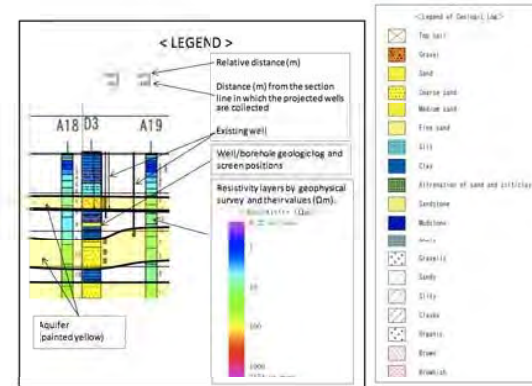 < LEGEND >
Relative distance (m)
Distance (m) from the section
line in which the projected wells
are collected
Existing well
Well/borehole geologic log and
screen positions
Resistivity layers by geophysical
survey and their values (Ωm).
A18 D3 A19
Aquifer
(painted yellow)
1
10
100
1000
<Legend of Geological Log>
Top soil
Gravel
Sand
Coarse sand
Medium sand
Fine sand
Silt
Clay
Alternation of sand and silt/clay
Sandstone
Mudstone
Gravelly
Sandy
Silty
Clayey
Organic
Brown
Brownish